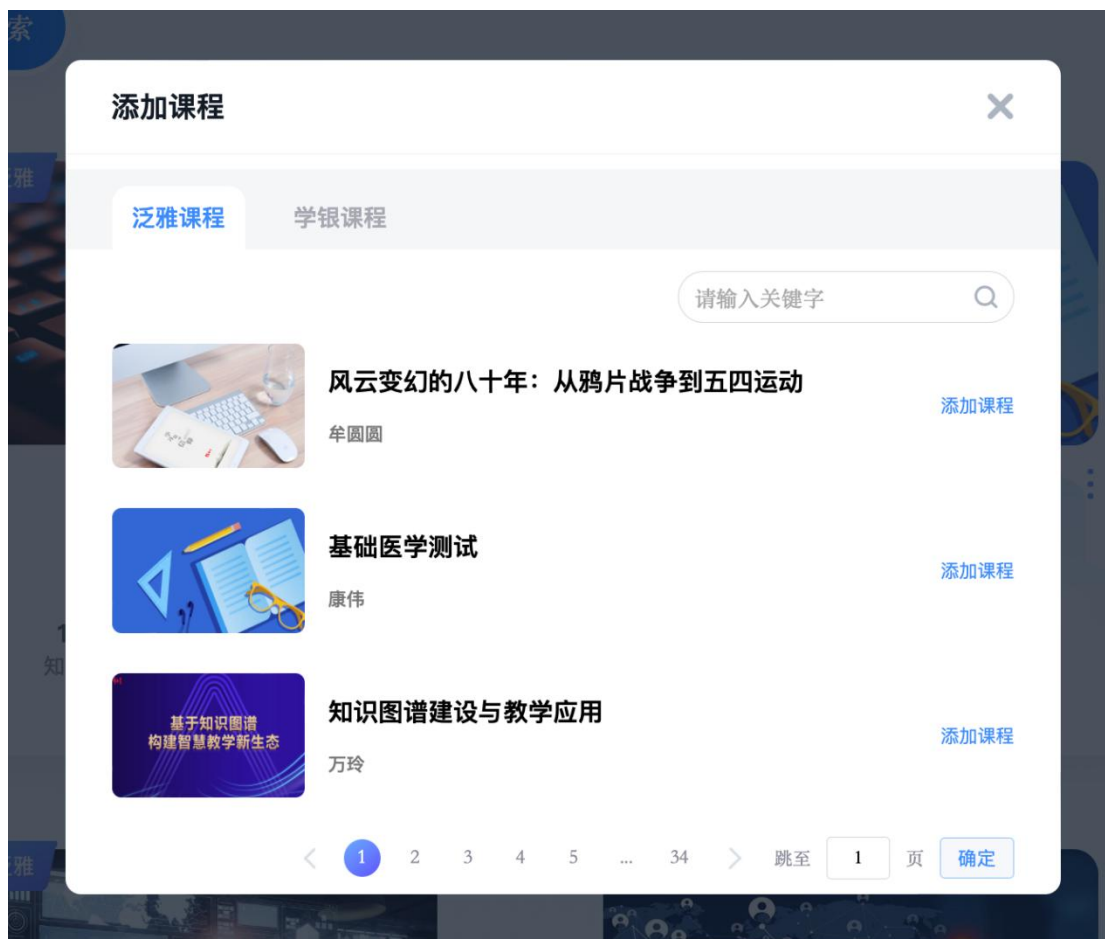 索
添加课程
泛雅课程 学银课程
请输入关键字
风云变幻的八十年：从鸦片战争到五四运动
牟圆圆
添加课程
基础医学测试
康伟
添加课程
基于知识图谱
构建智慧教学新生态
知识图谱建设与教学应用
万玲
添加课程
1 2 3 4 5 ... 34 跳至 1 页 确定
雅
知
雅